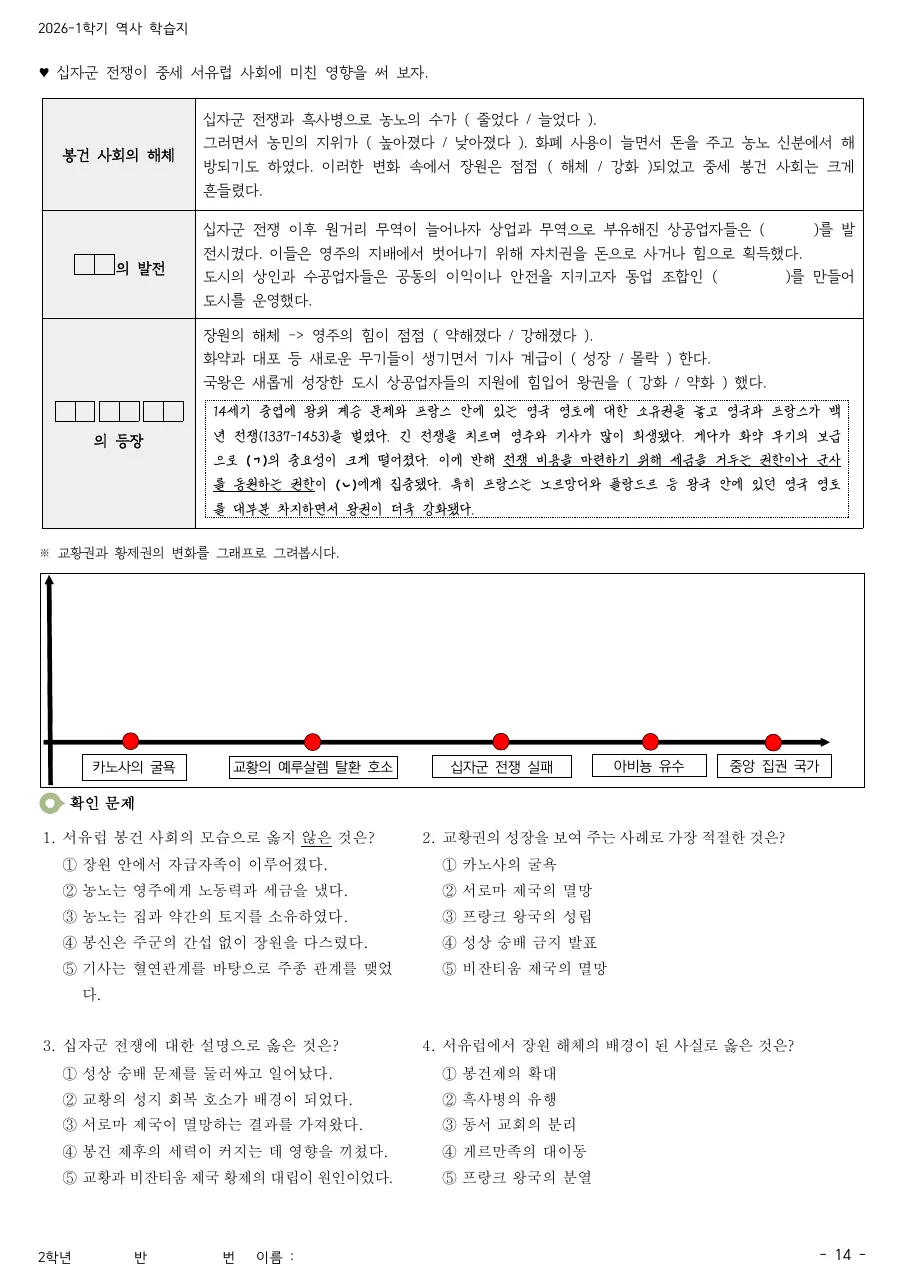 2026-1학기 역사 학습지
♥ 십자군 전쟁이 중세 서유럽 사회에 미친 영향을 써 보자.
봉건 사회의 해체
십자군 전쟁과 흑사병으로 농노의 수가 ( 줄었다 / 늘었다 ).
그러면서 농민의 지위가 ( 높아졌다 / 낮아졌다 ). 화폐 사용이 늘면서 돈을 주고 농노 신분에서 해
방되기도 하였다. 이러한 변화 속에서 장원은 점점 ( 해체 / 강화 )되었고 중세 봉건 사회는 크게
흔들렸다.
의 발전
십자군 전쟁 이후 원거리 무역이 늘어나자 상업과 무역으로 부유해진 상공업자들은 ( )를 발
전시켰다. 이들은 영주의 지배에서 벗어나기 위해 자치권을 돈으로 사거나 힘으로 획득했다.
도시의 상인과 수공업자들은 공동의 이익이나 안전을 지키고자 동업 조합인 ( )를 만들어
도시를 운영했다.
의 등장
장원의 해체 -> 영주의 힘이 점점 ( 약해졌다 / 강해졌다 ).
화약과 대포 등 새로운 무기들이 생기면서 기사 계급이 ( 성장 / 몰락 ) 한다.
국왕은 새롭게 성장한 도시 상공업자들의 지원에 힘입어 왕권을 ( 강화 / 약화 ) 했다.
14세기 중엽에 왕위 계승 문제와 프랑스 안에 있는 영국 영토에 대한 소유권을 놓고 영국과 프랑스가 백
년 전쟁(1337-1453)을 벌였다. 긴 전쟁을 치르며 영주와 기사가 많이 희생됐다. 게다가 화약 무기의 보급
으로 (ㄱ)의 중요성이 크게 떨어졌다. 이에 반해 전쟁 비용을 마련하기 위해 세금을 거두는 권한이나 군사
를 동원하는 권한이 (ㄴ)에게 집중됐다. 특히 프랑스는 노르망디와 플랑드르 등 왕국 안에 있던 영국 영토
를 대부분 차지하면서 왕권이 더욱 강화됐다.
※ 교황권과 황제권의 변화를 그래프로 그려봅시다.
카노사의 굴욕
교황의 예루살렘 탈환 호소
십자군 전쟁 실패
아비뇽 유수
중앙 집권 국가
확인 문제
1. 서유럽 봉건 사회의 모습으로 옳지 않은 것은?
① 장원 안에서 자급자족이 이루어졌다.
② 농노는 영주에게 노동력과 세금을 냈다.
③ 농노는 집과 약간의 토지를 소유하였다.
④ 봉신은 주군의 간섭 없이 장원을 다스렸다.
⑤ 기사는 혈연관계를 바탕으로 주종 관계를 맺었
다.
2. 교황권의 성장을 보여 주는 사례로 가장 적절한 것은?
① 카노사의 굴욕
② 서로마 제국의 멸망
③ 프랑크 왕국의 성립
④ 성상 숭배 금지 발표
⑤ 비잔티움 제국의 멸망
3. 십자군 전쟁에 대한 설명으로 옳은 것은?
① 성상 숭배 문제를 둘러싸고 일어났다.
② 교황의 성지 회복 호소가 배경이 되었다.
③ 서로마 제국이 멸망하는 결과를 가져왔다.
④ 봉건 제후의 세력이 커지는 데 영향을 끼쳤다.
⑤ 교황과 비잔티움 제국 황제의 대립이 원인이었다.
4. 서유럽에서 장원 해체의 배경이 된 사실로 옳은 것은?
① 봉건제의 확대
② 흑사병의 유행
③ 동서 교회의 분리
④ 게르만족의 대이동
⑤ 프랑크 왕국의 분열
2학년 반 번 이름 :
- 14 -